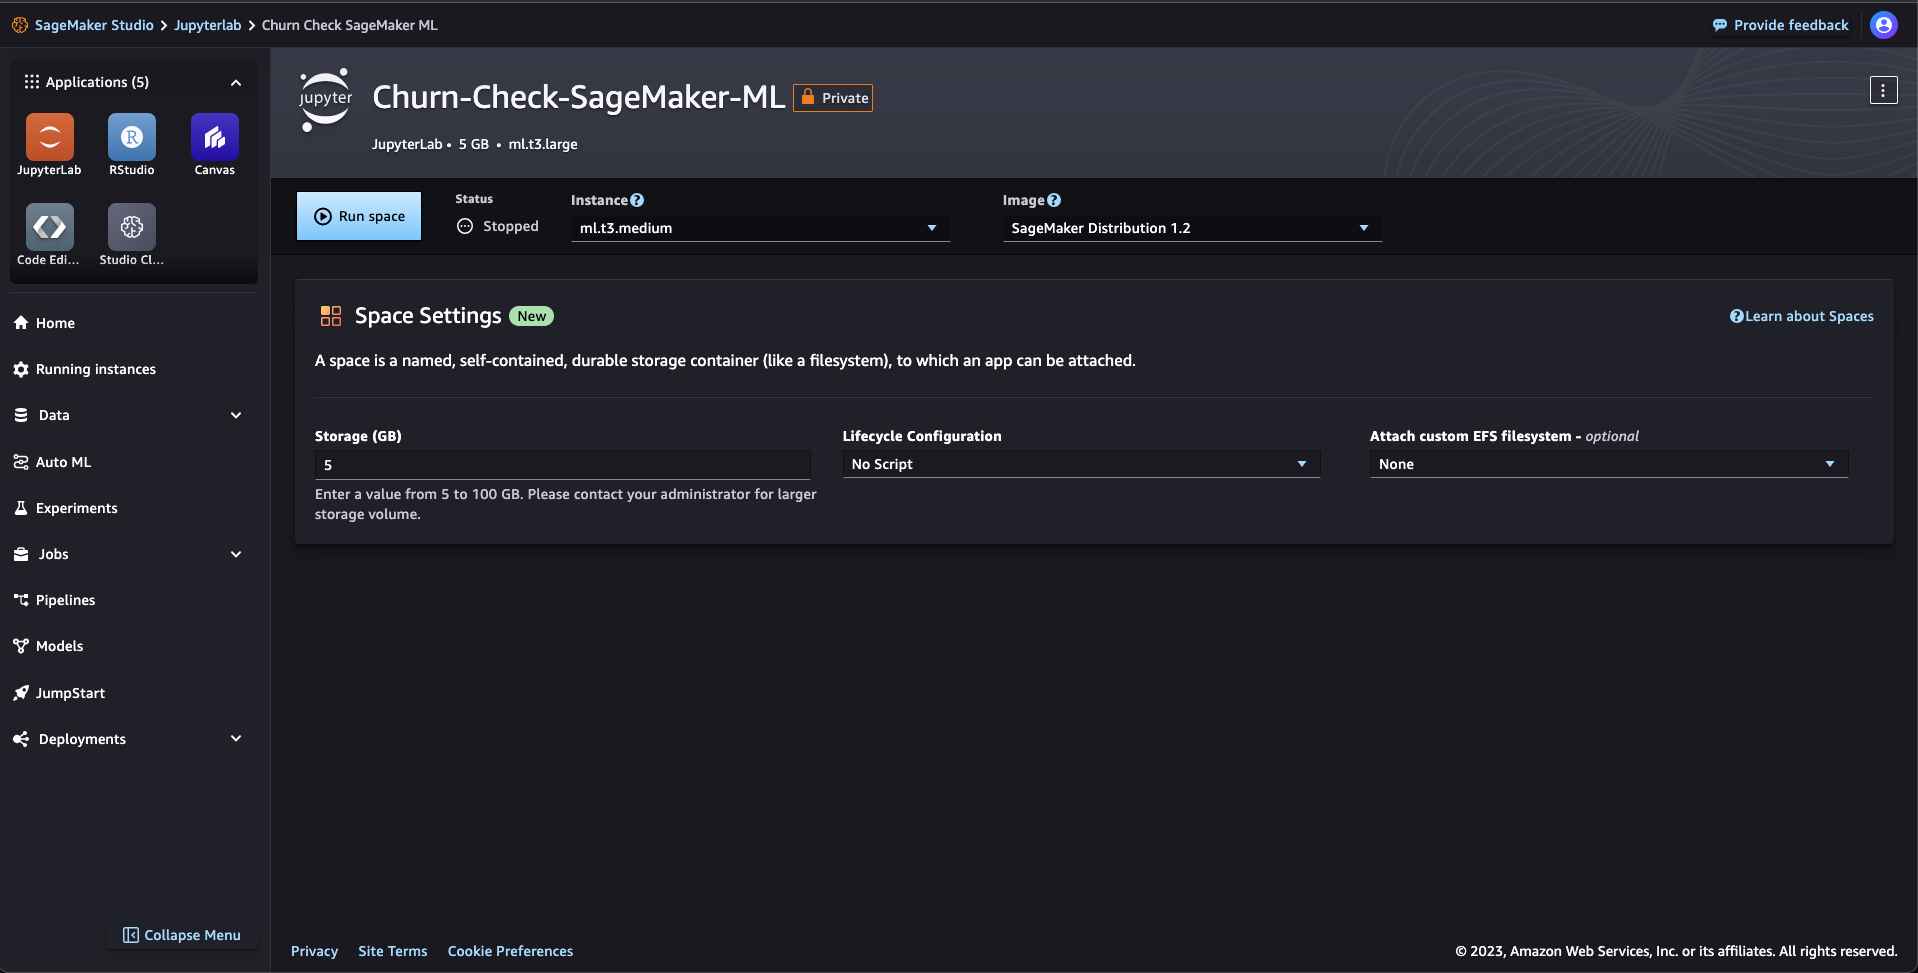 SageMaker Studio > Jupyterlab > Churn Check SageMaker ML
Provide feedback
Applications (5)
JupyterLab
RStudio
Canvas
Code Edi...
Studio Cl...
Home
Running instances
Data
Auto ML
Experiments
Jobs
Pipelines
Models
JumpStart
Deployments
Collapse Menu
jupyter
Churn-Check-SageMaker-ML
Private
JupyterLab • 5 GB • ml.t3.large
Run space
Status
Stopped
Instance
ml.t3.medium
Image
SageMaker Distribution 1.2
Space Settings
New
Learn about Spaces
A space is a named, self-contained, durable storage container (like a filesystem), to which an app can be attached.
Storage (GB)
5
Enter a value from 5 to 100 GB. Please contact your administrator for larger
storage volume.
Lifecycle Configuration
No Script
Attach custom EFS filesystem - optional
None
Privacy
Site Terms
Cookie Preferences
© 2023, Amazon Web Services, Inc. or its affiliates. All rights reserved.